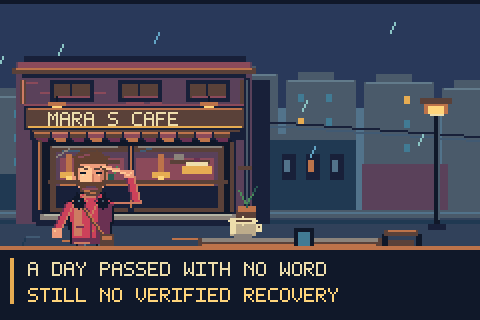 MARA S CAFE
A DAY PASSED WITH NO WORD
STILL NO VERIFIED RECOVERY